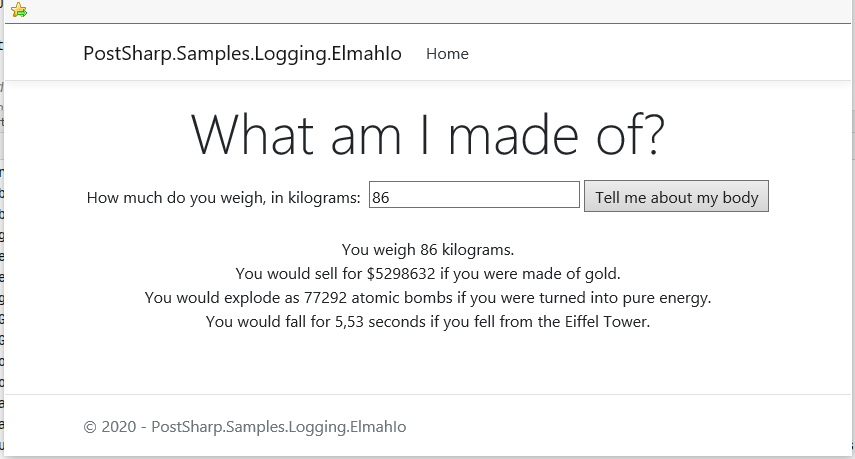 PostSharp.Samples.Logging.ElmahIo Home
What am I made of?
How much do you weigh, in kilograms: 86 Tell me about my body
You weigh 86 kilograms.
You would sell for $5298632 if you were made of gold.
You would explode as 77292 atomic bombs if you were turned into pure energy.
You would fall for 5,53 seconds if you fell from the Eiffel Tower.
© 2020 - PostSharp.Samples.Logging.ElmahIo